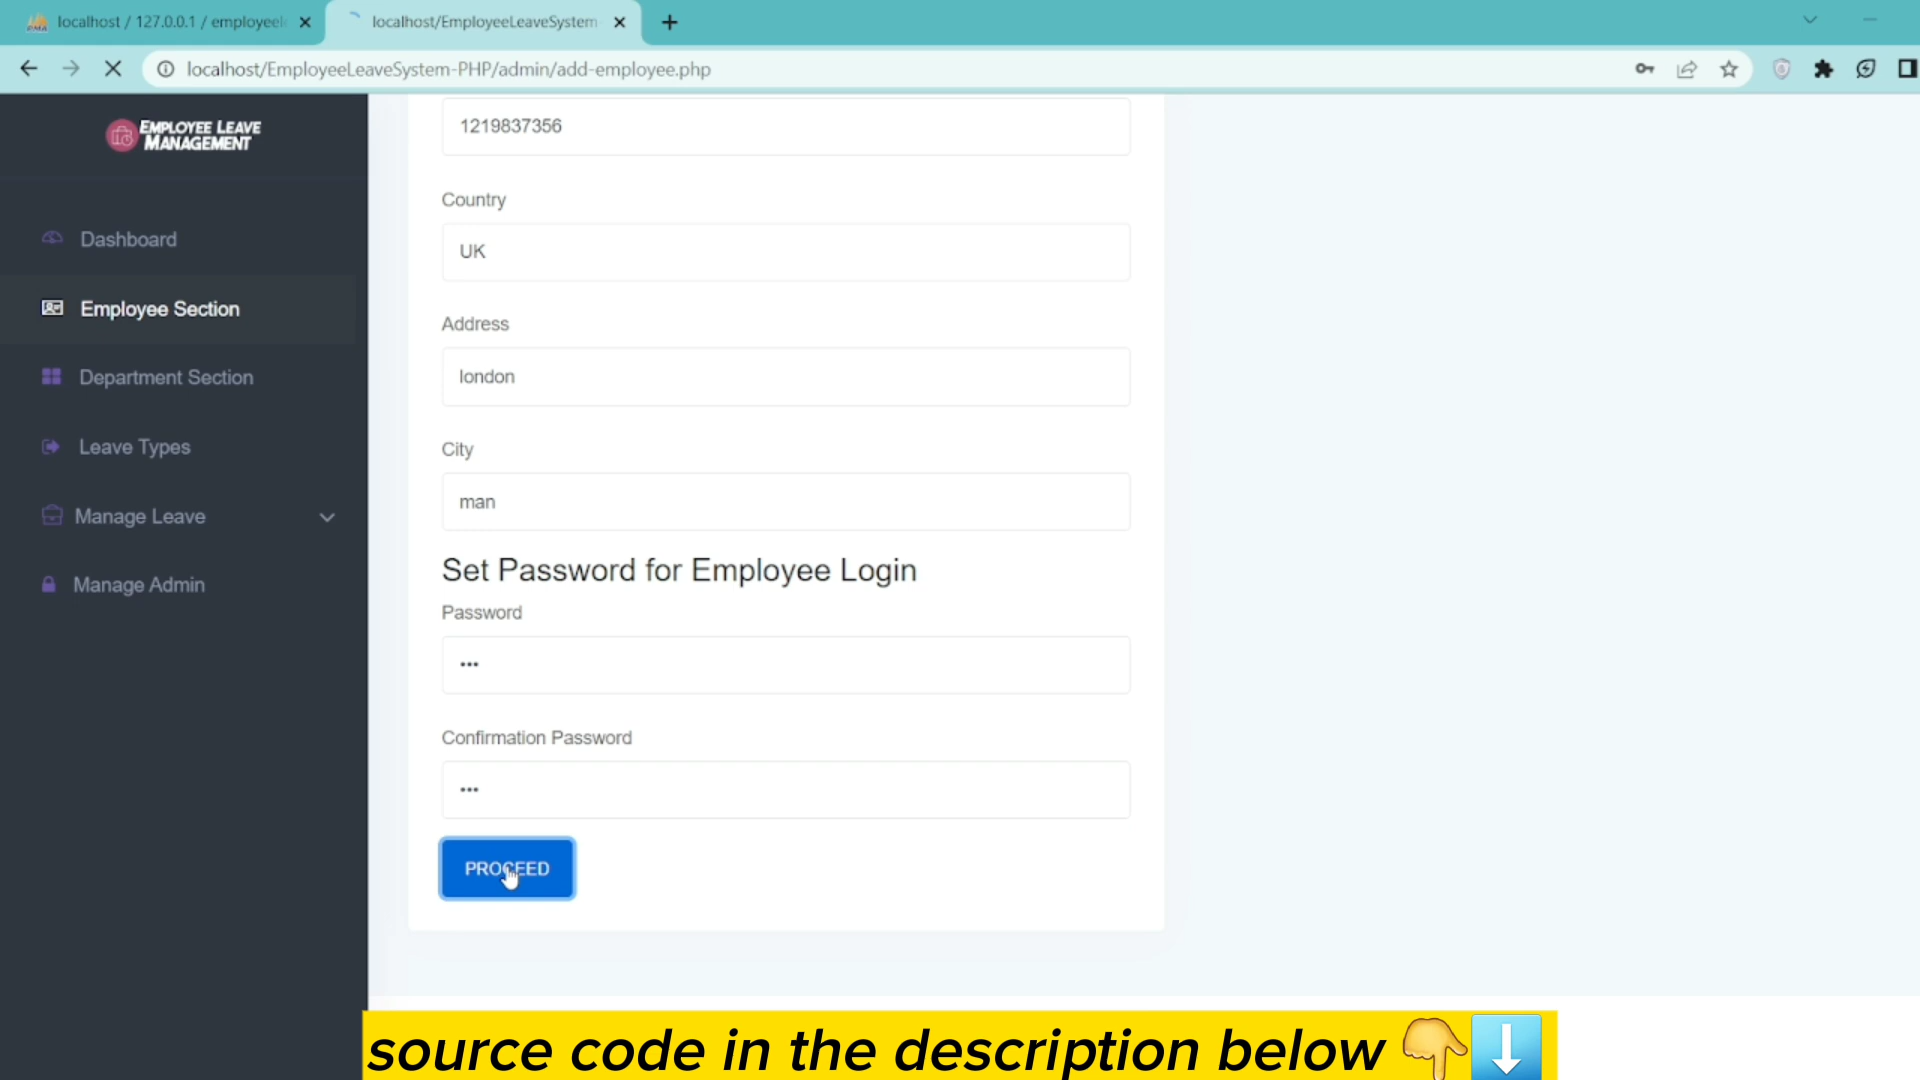 localhost / 127.0.0.1 / employeel
localhost/EmployeeLeaveSystem
localhost/EmployeeLeaveSystem-PHP/admin/add-employee.php
EMPLOYEE LEAVE
MANAGEMENT
Dashboard
Employee Section
Department Section
Leave Types
Manage Leave
Manage Admin
1219837356
Country
UK
Address
london
City
man
Set Password for Employee Login
Password
•••
Confirmation Password
•••
PROCEED
source code in the description below 👇⬇️